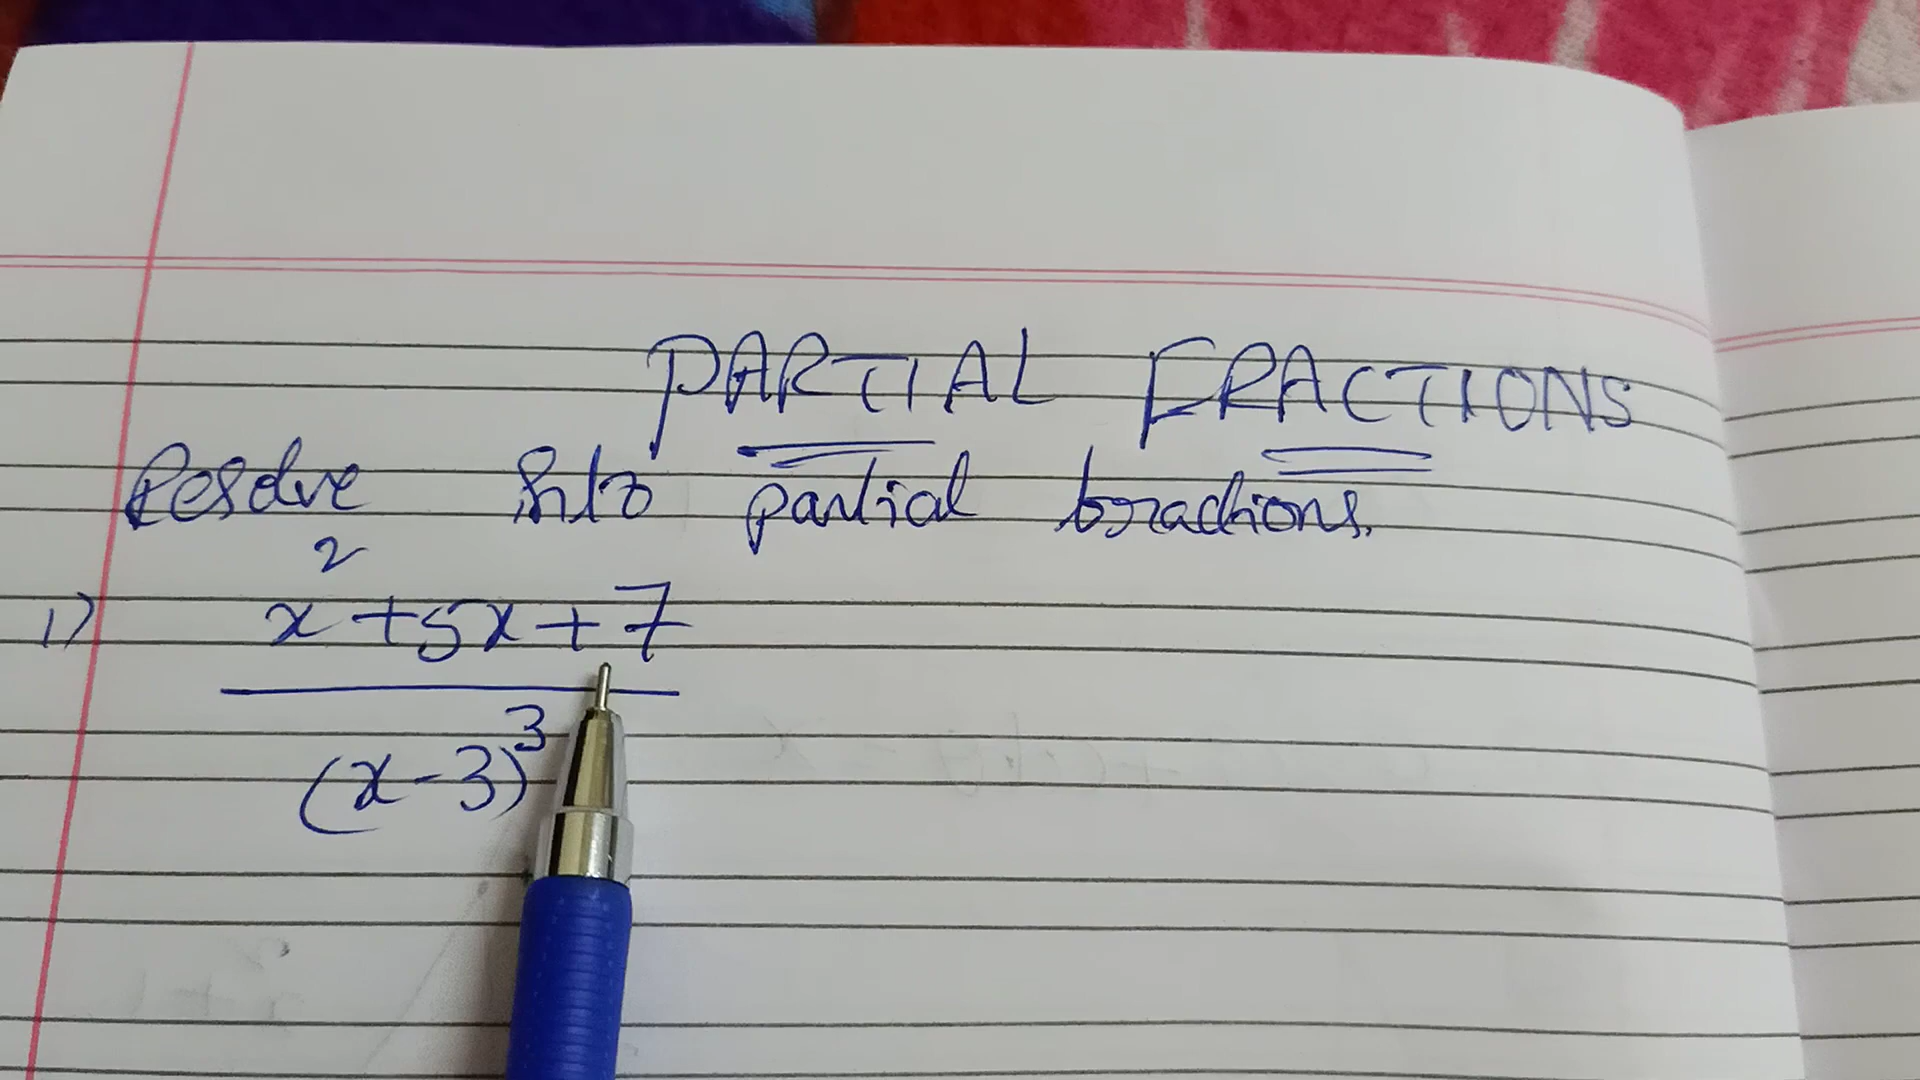 PARTIAL FRACTIONS
Resolve into partial fractions.
1) x² + 5x + 7
(x - 3)³